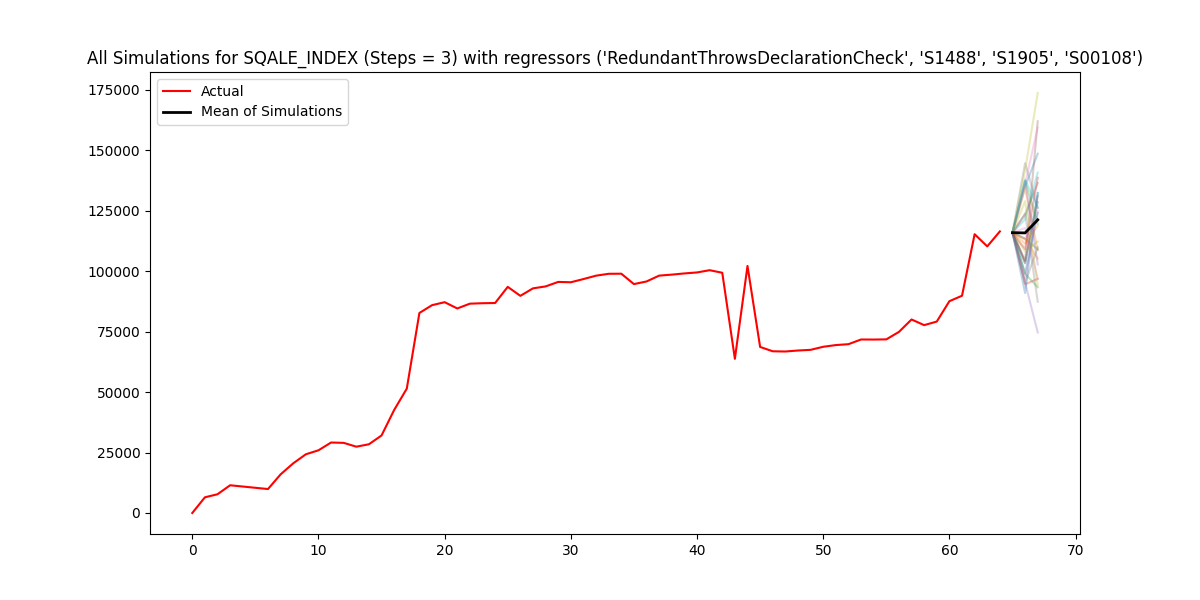 All Simulations for SQALE_INDEX (Steps = 3) with regressors ('RedundantThrowsDeclarationCheck', 'S1488', 'S1905', 'S00108')
Actual
Mean of Simulations
175000
150000
125000
100000
75000
50000
25000
0
0 10 20 30 40 50 60 70